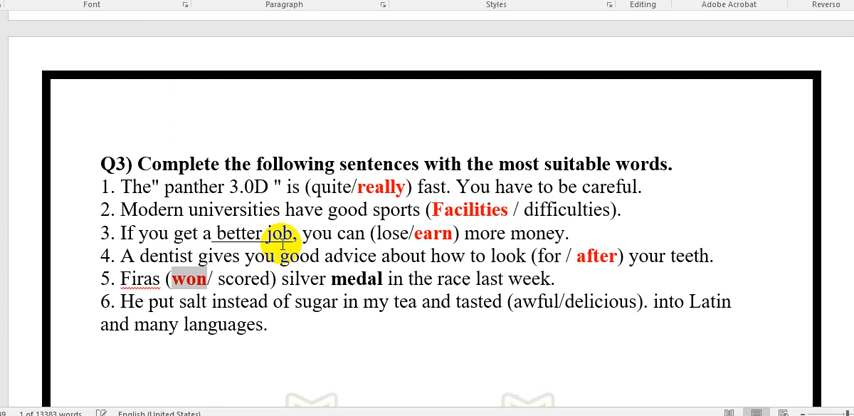 Font Paragraph Styles Editing Adobe Acrobat Reverso
Q3) Complete the following sentences with the most suitable words.
1. The" panther 3.0D " is (quite/really) fast. You have to be careful.
2. Modern universities have good sports (Facilities / difficulties).
3. If you get a better job, you can (lose/earn) more money.
4. A dentist gives you good advice about how to look (for / after) your teeth.
5. Firas (won/ scored) silver medal in the race last week.
6. He put salt instead of sugar in my tea and tasted (awful/delicious). into Latin
and many languages.
1 of 13383 words English (United States)